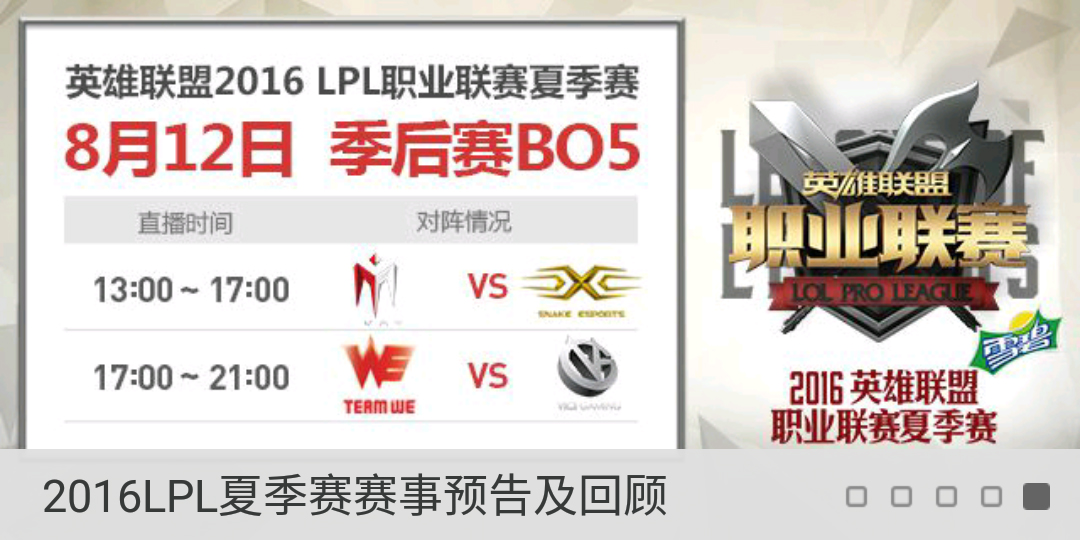 英雄联盟2016 LPL职业联赛夏季赛
8月12日 季后赛BO5
直播时间 对阵情况
13:00 ~ 17:00 VS SNAKE ESPORTS
17:00 ~ 21:00 TEAM WE VS VICI GAMING
英雄联盟
职业联赛
LOL PRO LEAGUE
雪碧
2016 英雄联盟
职业联赛夏季赛
2016LPL夏季赛赛事预告及回顾